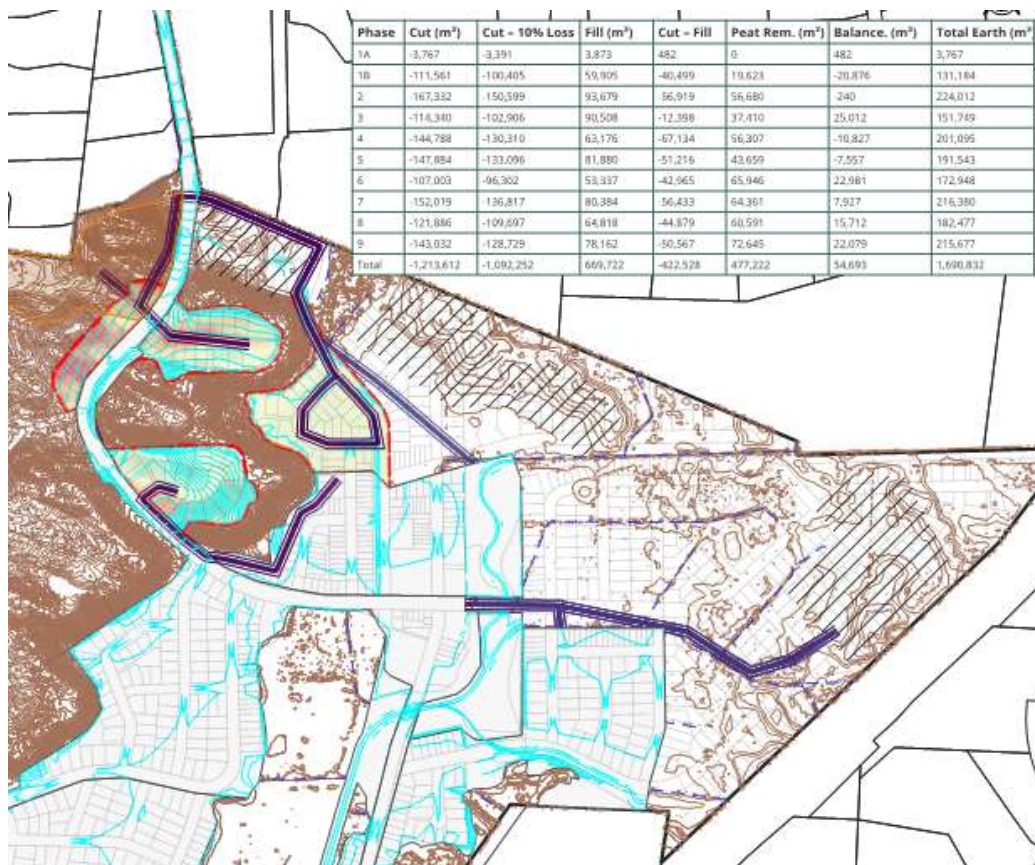 Phase Cut (m³) Cut – 10% Loss Fill (m³) Cut – Fill Peat Rem. (m³) Balance. (m³) Total Earth (m³
1A -3,767 -3,391 3,873 482 0 482 3,767
1B -111,561 -100,405 59,905 -40,499 19,623 -20,876 131,184
2 -167,332 -150,599 93,679 -56,919 56,680 -240 224,012
3 -114,340 -102,906 90,508 -12,398 37,410 25,012 151,749
4 -144,788 -130,310 63,176 -67,134 56,307 -10,827 201,095
5 -147,884 -133,096 81,880 -51,216 43,659 -7,557 191,543
6 -107,003 -96,302 53,337 -42,965 65,946 22,981 172,948
7 -152,019 -136,817 80,384 -56,433 64,361 7,927 216,380
8 -121,886 -109,697 64,818 -44,879 60,591 15,712 182,477
9 -143,032 -128,729 78,162 -50,567 72,645 22,079 215,677
Total -1,213,612 -1,092,252 669,722 -422,528 477,222 54,693 1,690,832